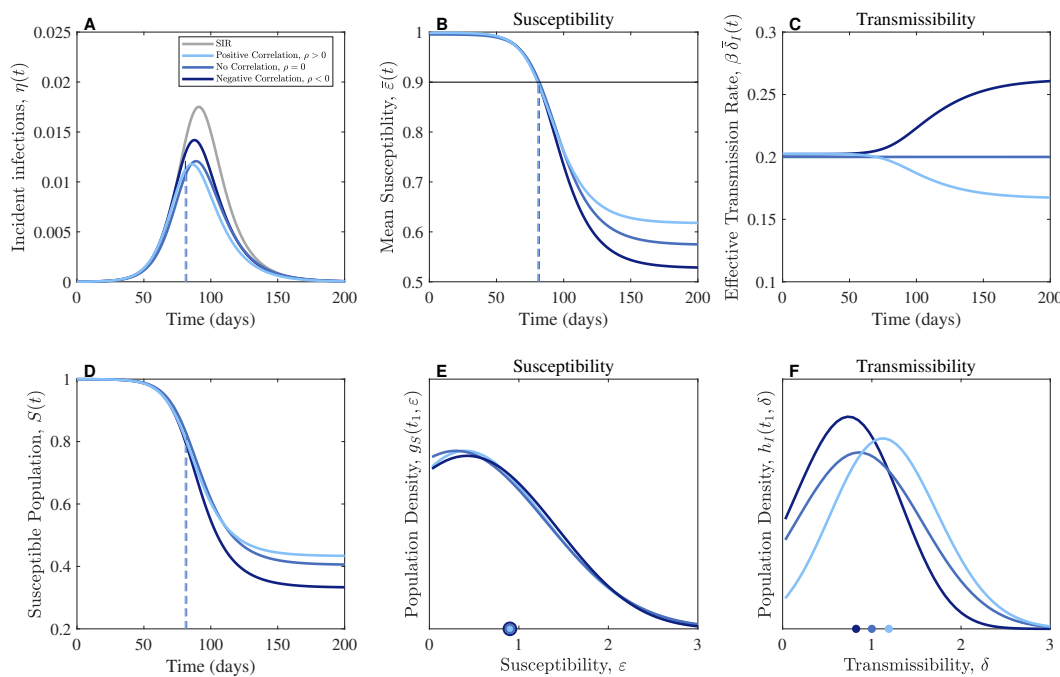 A
Incident infections, η(t)
0.025
0.02
0.015
0.01
0.005
0
SIR
Positive Correlation, ρ > 0
No Correlation, ρ = 0
Negative Correlation, ρ < 0
0
50
100
150
200
Time (days)
B
Susceptibility
Mean Susceptiblity, ε̄(t)
1
0.9
0.8
0.7
0.6
0.5
0
50
100
150
200
Time (days)
C
Transmissibility
Effective Transmission Rate, β δ̄_I(t)
0.3
0.25
0.2
0.15
0.1
0
50
100
150
200
Time (days)
D
Susceptible Population, S(t)
1
0.8
0.6
0.4
0.2
0
50
100
150
200
Time (days)
E
Susceptibility
Population Density, g_S(t₁, ε)
0
1
2
3
Susceptibility, ε
F
Transmissibility
Population Density, h_I(t₁, δ)
0
1
2
3
Transmissibility, δ